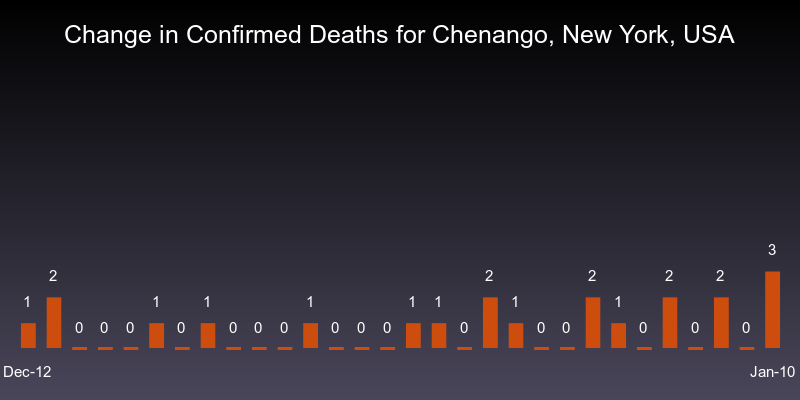 Change in Confirmed Deaths for Chenango, New York, USA
1 2 0 0 0 1 0 1 0 0 0 1 0 0 0 1 1 0 2 1 0 0 2 1 0 2 0 2 0 3
Dec-12 Jan-10